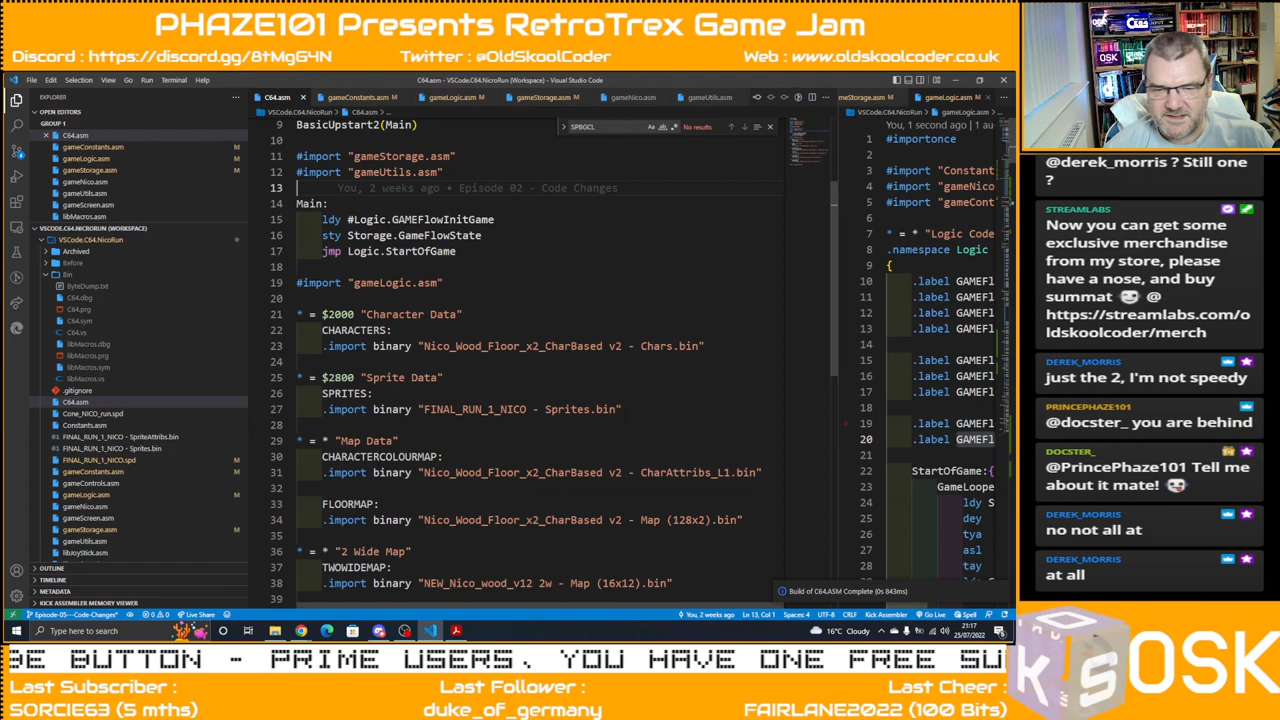 PHAZE101 Presents RetroTrex Game Jam
Discord : https://discord.gg/8tMgG4N
Twitter : @OldSkoolCoder
Web : www.oldskoolcoder.co.uk
File Edit Selection View Go Run Terminal Help
C64.asm - VSCode.C64.NicoRun (Workspace) - Visual Studio Code
EXPLORER
OPEN EDITORS
GROUP 1
C64.asm
gameConstants.asm M
gameLogic.asm M
gameStorage.asm M
gameNico.asm
gameUtils.asm
gameScreen.asm
libMacros.asm
VSCODE.C64.NICRORUN (WORKSPACE)
VSCode.C64.NicoRun
Archived
Before
Bin
ByteDump.txt
C64.dbg
C64.prg
C64.sym
C64.vs
libMacros.dbg
libMacros.prg
libMacros.sym
libMacros.vs
.gitignore
C64.asm
Cone_NICO_run.spd
Constants.asm
FINAL_RUN_1_NICO - SpriteAttribs.bin
FINAL_RUN_1_NICO - Sprites.bin
FINAL_RUN_1_NICO.spd M
gameConstants.asm M
gameControls.asm
gameLogic.asm M
gameNico.asm
gameScreen.asm
gameStorage.asm M
gameUtils.asm
libJoyStick.asm
OUTLINE
TIMELINE
METADATA
KICK ASSEMBLER MEMORY VIEWER
C64.asm
gameConstants.asm M
gameLogic.asm M
gameStorage.asm M
gameNico.asm
gameUtils.asm
VSCode.C64.NicoRun > C64.asm > ...
SPBGCL
No results
9 BasicUpstart2(Main)
10
11 #import "gameStorage.asm"
12 #import "gameUtils.asm"
13 You, 2 weeks ago • Episode 02 - Code Changes
14 Main:
15 ldy #Logic.GAMEFlowInitGame
16 sty Storage.GameFlowState
17 jmp Logic.StartOfGame
18
19 #import "gameLogic.asm"
20
21 * = $2000 "Character Data"
22 CHARACTERS:
23 .import binary "Nico_Wood_Floor_x2_CharBased v2 - Chars.bin"
24
25 * = $2800 "Sprite Data"
26 SPRITES:
27 .import binary "FINAL_RUN_1_NICO - Sprites.bin"
28
29 * = * "Map Data"
30 CHARACTERCOLOURMAP:
31 .import binary "Nico_Wood_Floor_x2_CharBased v2 - CharAttribs_L1.bin"
32
33 FLOORMAP:
34 .import binary "Nico_Wood_Floor_x2_CharBased v2 - Map (128x2).bin"
35
36 * = * "2 Wide Map"
37 TWOWIDEMAP:
38 .import binary "NEW_Nico_wood_v12 2w - Map (16x12).bin"
39
meStorage.asm M
gameLogic.asm M
VSCode.C64.NicoRun > gameLogic.asm > ...
You, 1 second ago | 1 au
1 #importonce
2
3 #import "Constant
4 #import "gameNico
5 #import "gameCont
6
7 * = * "Logic Code
8 .namespace Logic
9 {
10 .label GAMEFl
11 .label GAMEFl
12 .label GAMEFl
13 .label GAMEFl
14
15 .label GAMEFl
16 .label GAMEFl
17 .label GAMEFl
18
19 .label GAMEFl
20 .label GAMEFl
21
22 StartOfGame:{
23 GameLooper
24 ldy S
25 dey
26 tya
27 asl
28 tay
Build of C64.ASM Complete (0s 843ms)
Episode-05---Code-Changes* 0 0 Live Share
You, 2 weeks ago Ln 13, Col 1 Spaces: 4 UTF-8 CRLF Kick Assembler Go Live Spell
Type here to search
16°C Cloudy
21:17
25/07/2022
@derek_morris ? Still one ?
STREAMLABS
Now you can get some exclusive merchandise from my store, please have a nose, and buy summat @ https://streamlabs.com/oldskoolcoder/merch
DEREK_MORRIS
just the 2, I'm not speedy
PRINCEPHAZE101
@docster_ you are behind
DOCSTER_
@PrincePhaze101 Tell me about it mate!
DEREK_MORRIS
no not all at
DEREK_MORRIS
at all
BE BUTTON - PRIME USERS, YOU HAVE ONE FREE SU
Last Subscriber :
SORCIE63 (5 mths)
Last Follower :
duke_of_germany
Last Cheer :
FAIRLANE2022 (100 Bits)
OSK